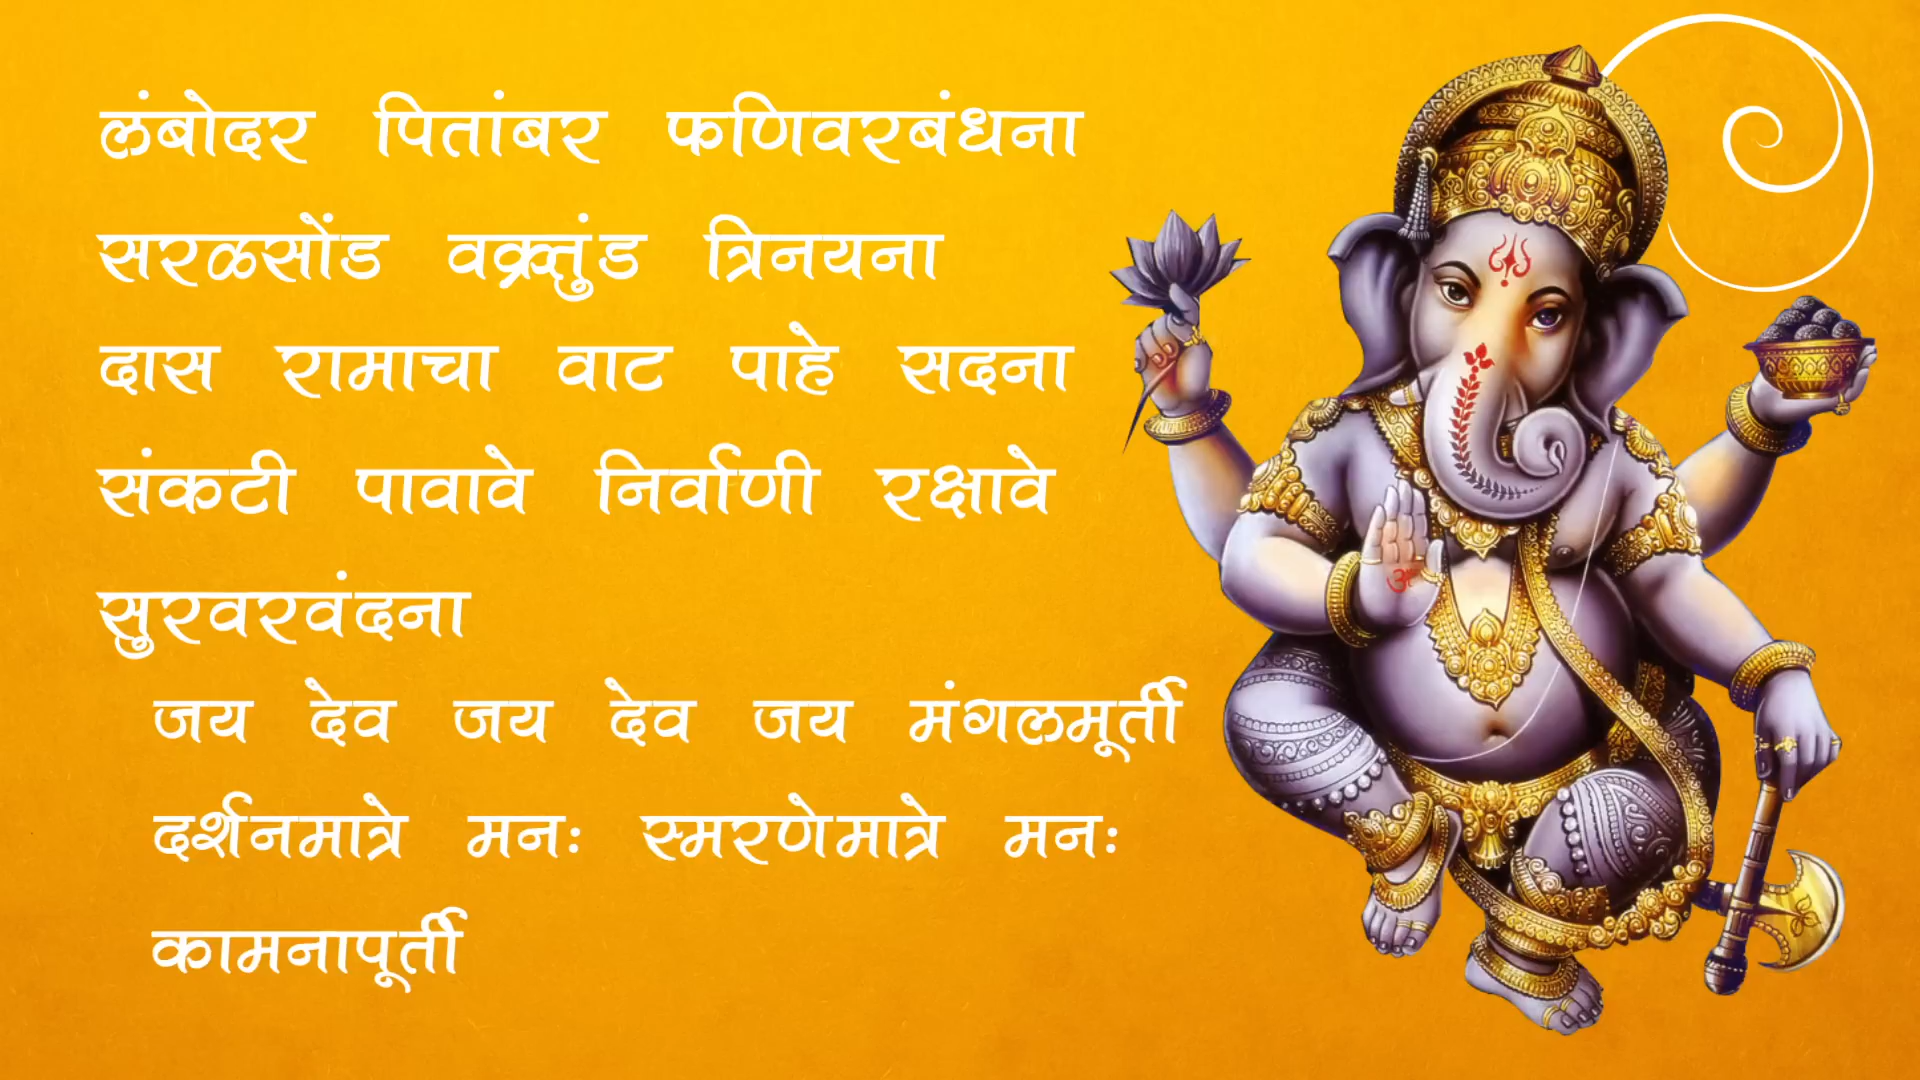 लंबोदर पितांबर फणिवरबंधना
सरळसोंड वक्रतुंड त्रिनयना
दास रामाचा वाट पाहे सदना
संकटी पावावे निर्वाणी रक्षावे
सुरवरवंदना
जय देव जय देव जय मंगलमूर्ती
दर्शनमात्रे मनः स्मरणेमात्रे मनः
कामनापूर्ती